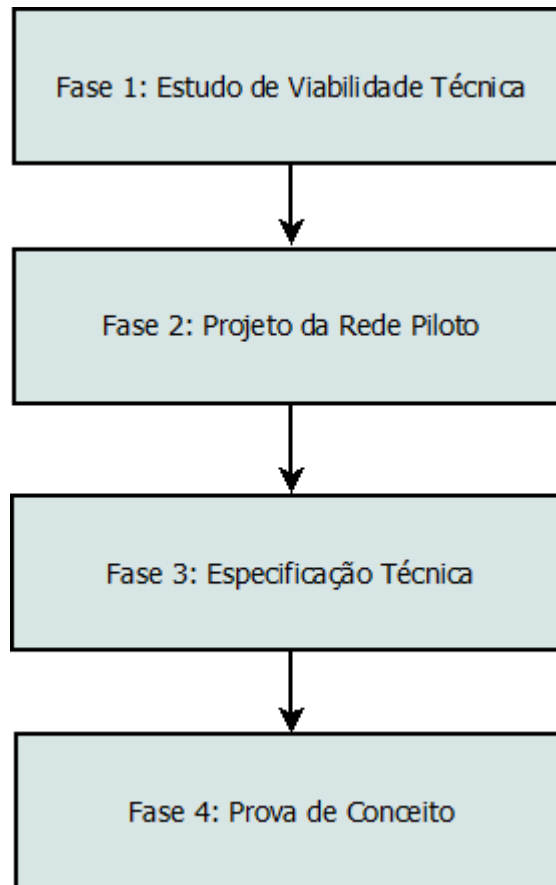 Fase 1: Estudo de Viabilidade Técnica
Fase 2: Projeto da Rede Piloto
Fase 3: Especificação Técnica
Fase 4: Prova de Conceito